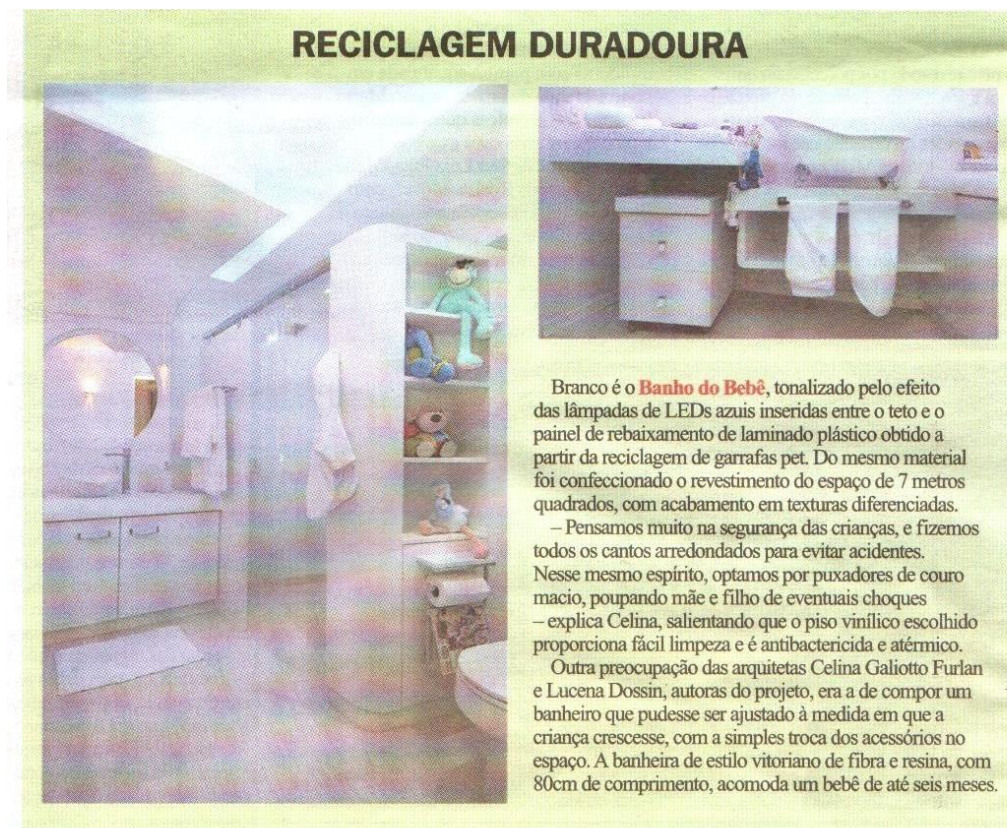 RECICLAGEM DURADOURA
Branco é o Banho do Bebê, tonalizado pelo efeito
das lâmpadas de LEDs azuis inseridas entre o teto e o
painel de rebaixamento de laminado plástico obtido a
partir da reciclagem de garrafas pet. Do mesmo material
foi confeccionado o revestimento do espaço de 7 metros
quadrados, com acabamento em texturas diferenciadas.
– Pensamos muito na segurança das crianças, e fizemos
todos os cantos arredondados para evitar acidentes.
Nesse mesmo espírito, optamos por puxadores de couro
macio, poupando mãe e filho de eventuais choques
– explica Celina, salientando que o piso vinílico escolhido
proporciona fácil limpeza e é antibactericida e atérmico.
Outra preocupação das arquitetas Celina Galiotto Furlan
e Lucena Dossin, autoras do projeto, era a de compor um
banheiro que pudesse ser ajustado à medida em que a
criança crescesse, com a simples troca dos acessórios no
espaço. A banheira de estilo vitoriano de fibra e resina, com
80cm de comprimento, acomoda um bebê de até seis meses.